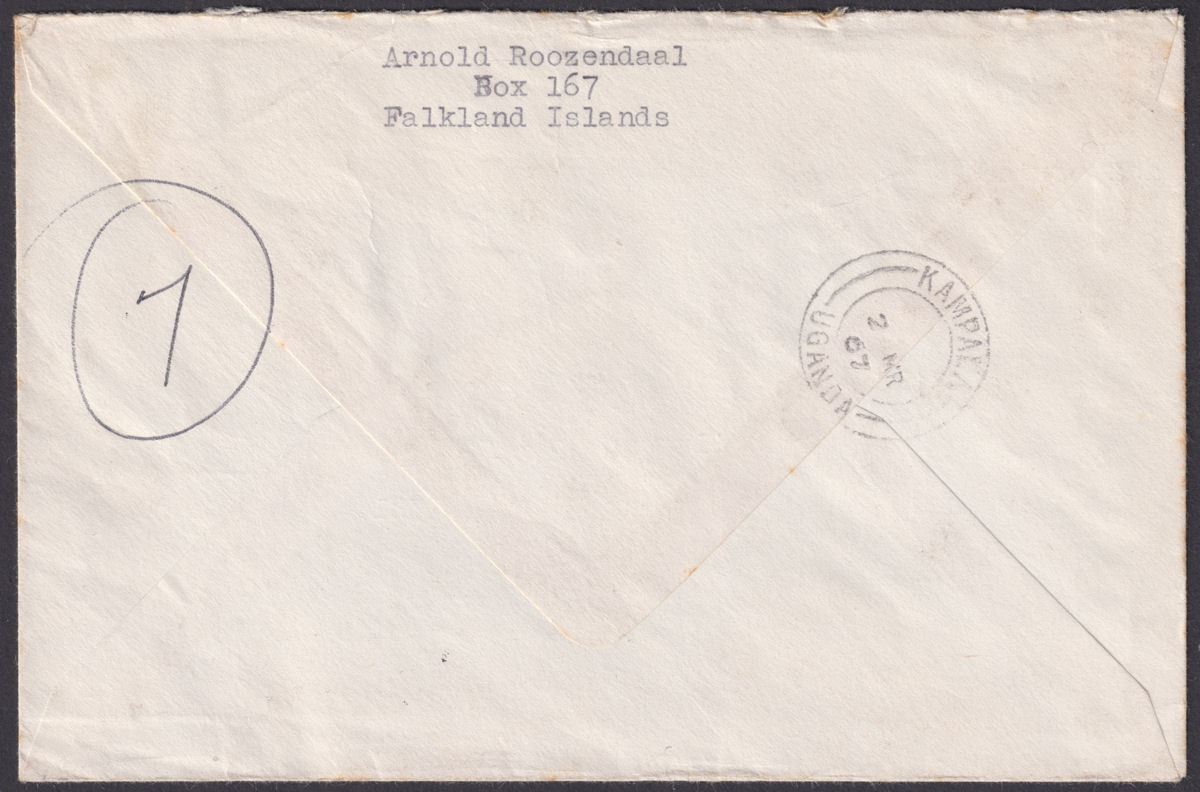 Arnold Roozendaal
Box 167
Falkland Islands
1
KAMPALA
2 MR
67
UGANDA